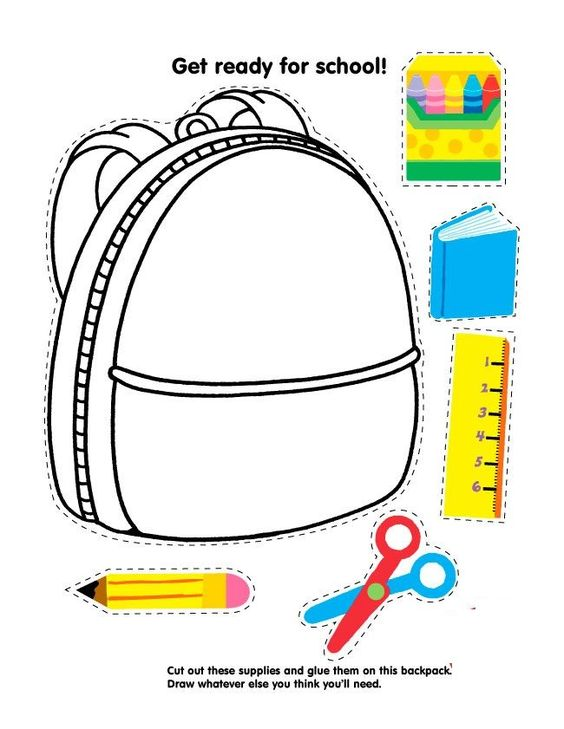 Get ready for school!
1
2
3
4
5
6
Cut out these supplies and glue them on this backpack.
Draw whatever else you think you'll need.